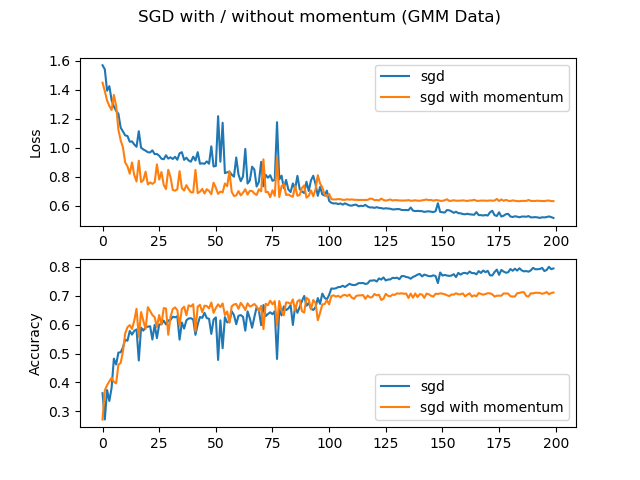 SGD with / without momentum (GMM Data)
1.6
1.4
1.2
1.0
0.8
0.6
Loss
sgd
sgd with momentum
0 25 50 75 100 125 150 175 200
0.8
0.7
0.6
0.5
0.4
0.3
Accuracy
sgd
sgd with momentum
0 25 50 75 100 125 150 175 200